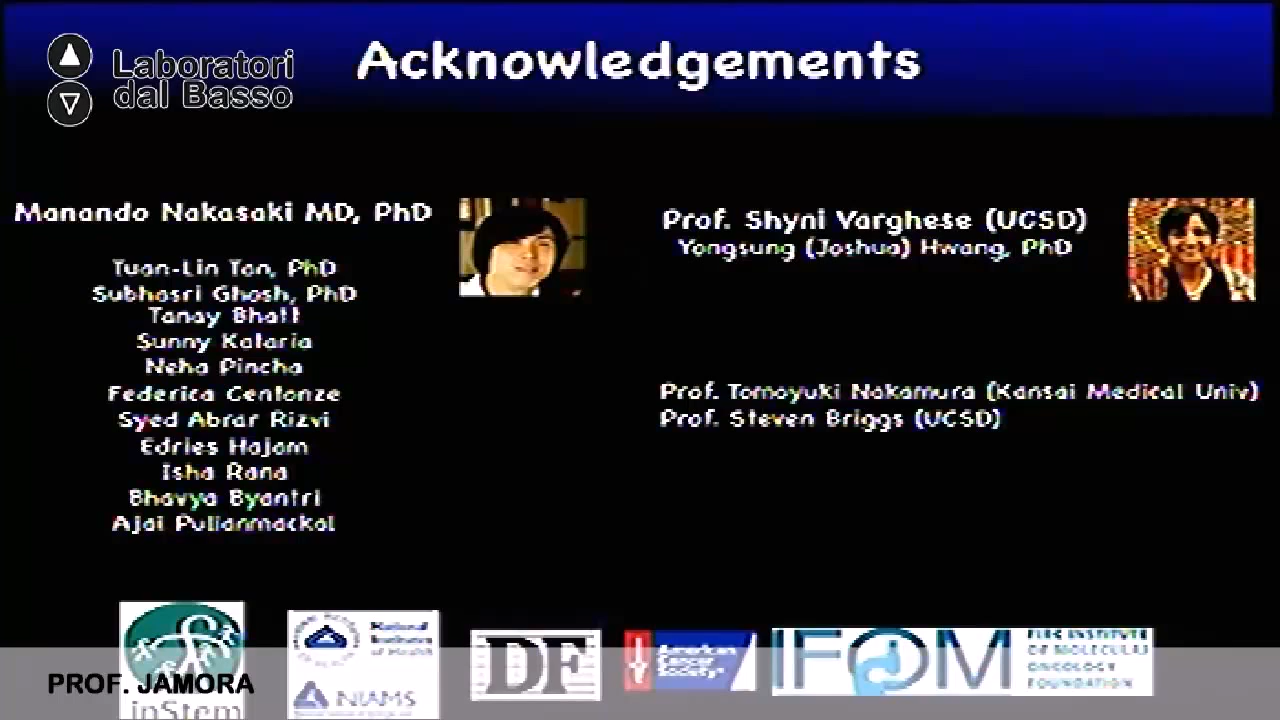 Laboratori
dal Basso
Acknowledgements
Manando Nakasaki MD, PhD
Tuan-Lin Tan, PhD
Subhasri Ghosh, PhD
Tanay Bhatt
Sunny Kataria
Neha Pincha
Federica Centonze
Syed Abrar Rizvi
Edries Hajam
Isha Rana
Bhavya Byantri
Ajai Pulianmackal
Prof. Shyni Varghese (UCSD)
Yongsung (Joshua) Hwang, PhD
Prof. Tomoyuki Nakamura (Kansai Medical Univ)
Prof. Steven Briggs (UCSD)
inStem
National
Institutes
of Health
NIAMS
DF
American
Cancer
Society
IFOM
FIRC INSTITUTE
OF MOLECULAR
ONCOLOGY
FOUNDATION
PROF. JAMORA